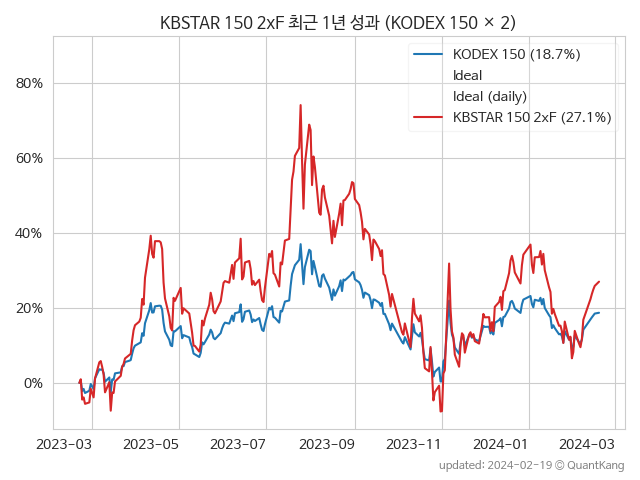 KBSTAR 150 2xF 최근 1년 성과 (KODEX 150 × 2)
KODEX 150 (18.7%)
Ideal
Ideal (daily)
KBSTAR 150 2xF (27.1%)
80%
60%
40%
20%
0%
2023-03 2023-05 2023-07 2023-09 2023-11 2024-01 2024-03
updated: 2024-02-19 © QuantKang